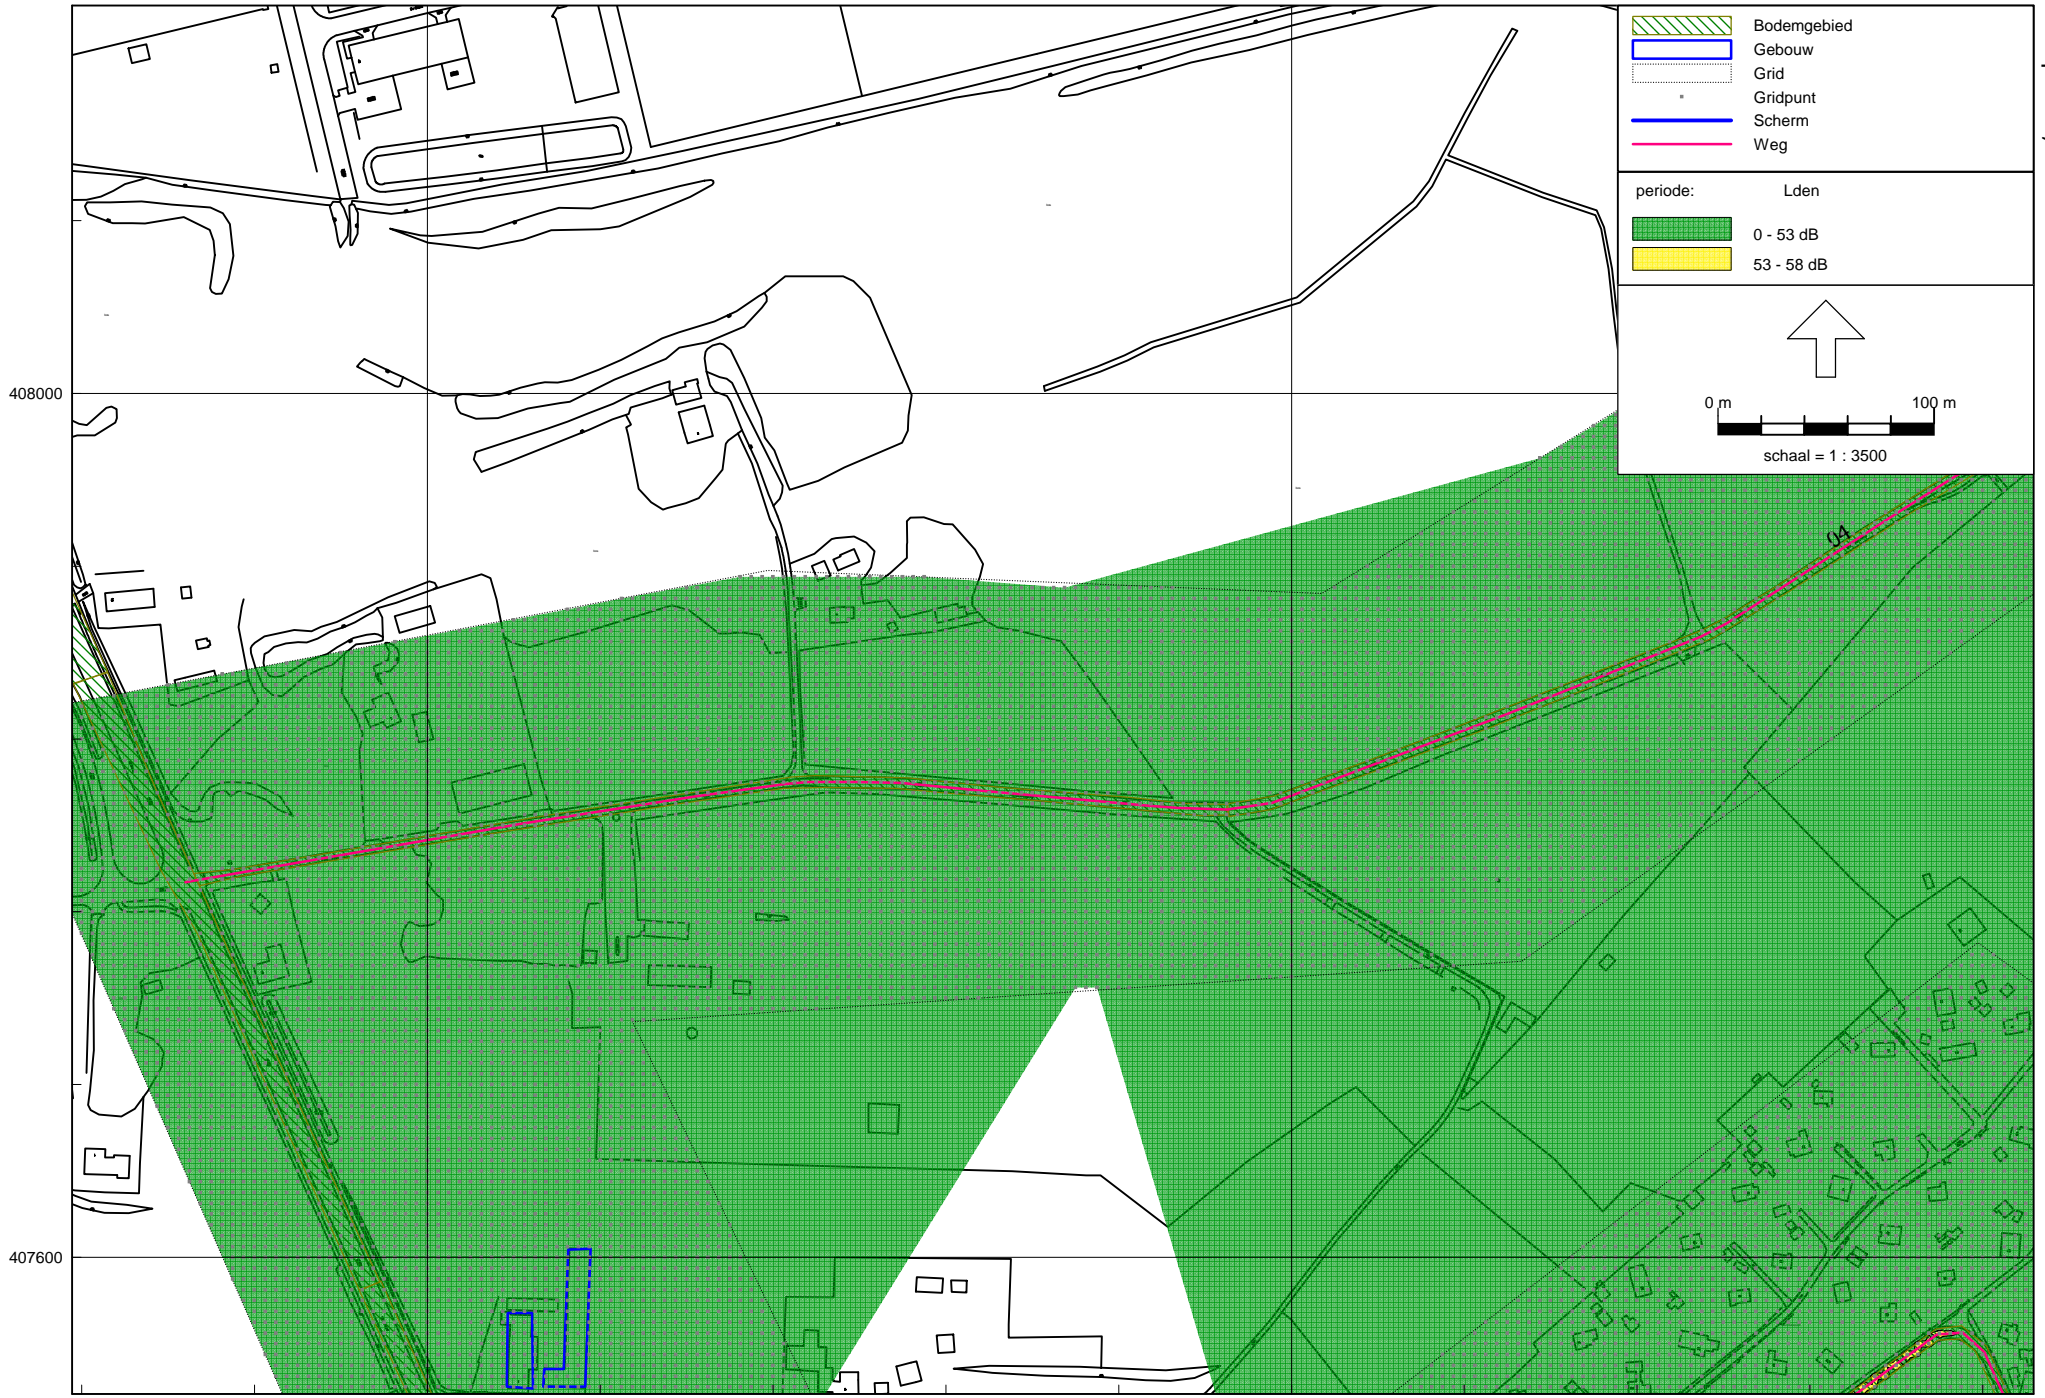 Bodemgebied
Gebouw
Grid
Gridpunt
Scherm
Weg
periode: Lden
0 - 53 dB
53 - 58 dB
0 m 100 m
schaal = 1 : 3500
408000
04
407600